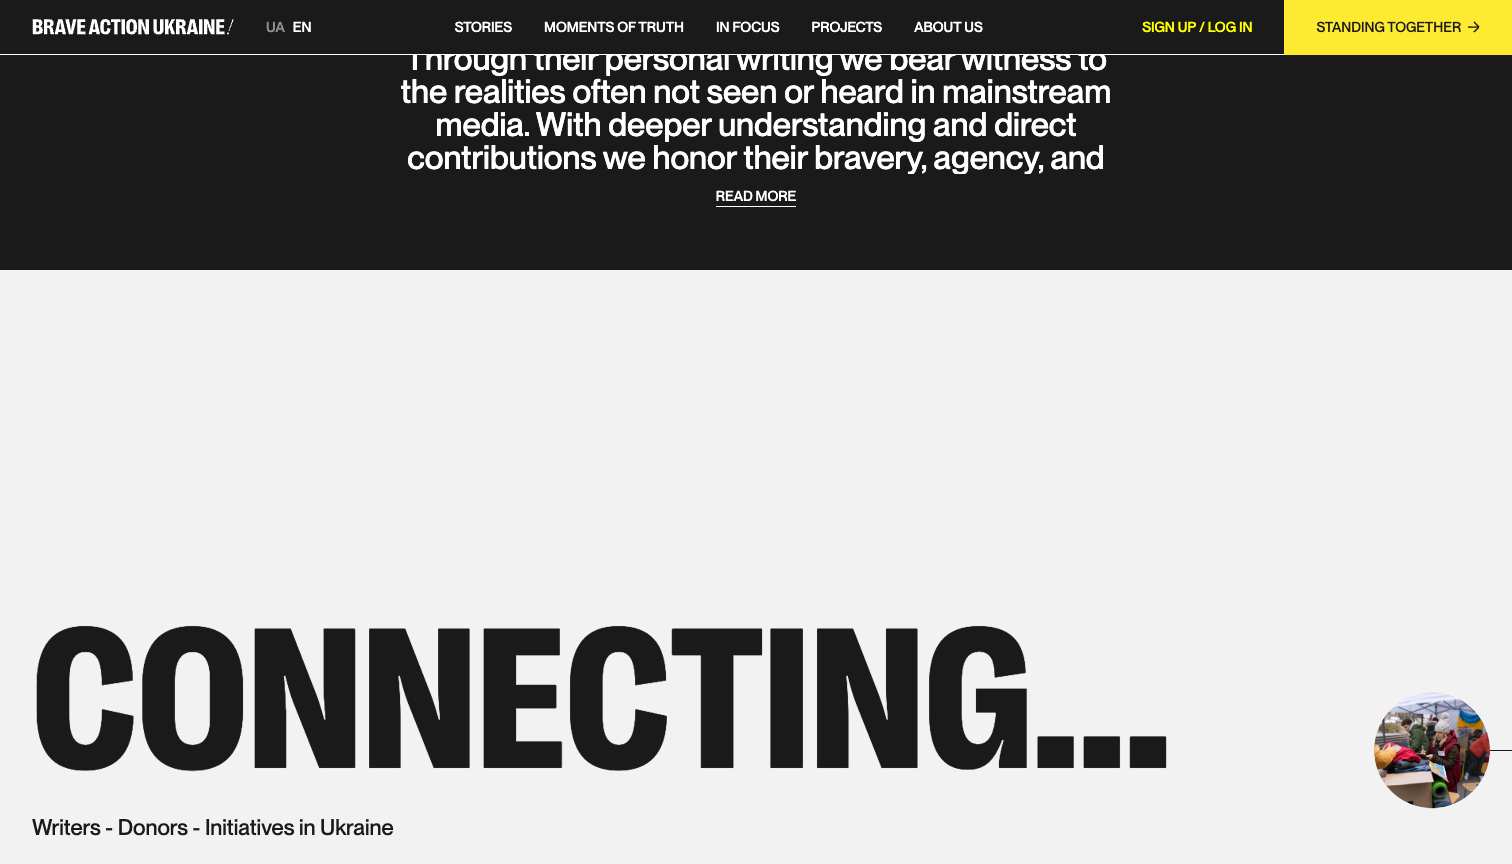 BRAVE ACTION UKRAINE/ UA EN STORIES MOMENTS OF TRUTH IN FOCUS PROJECTS ABOUT US SIGN UP / LOG IN STANDING TOGETHER →
Through their personal writing we bear witness to
the realities often not seen or heard in mainstream
media. With deeper understanding and direct
contributions we honor their bravery, agency, and
READ MORE
CONNECTING...
Writers - Donors - Initiatives in Ukraine